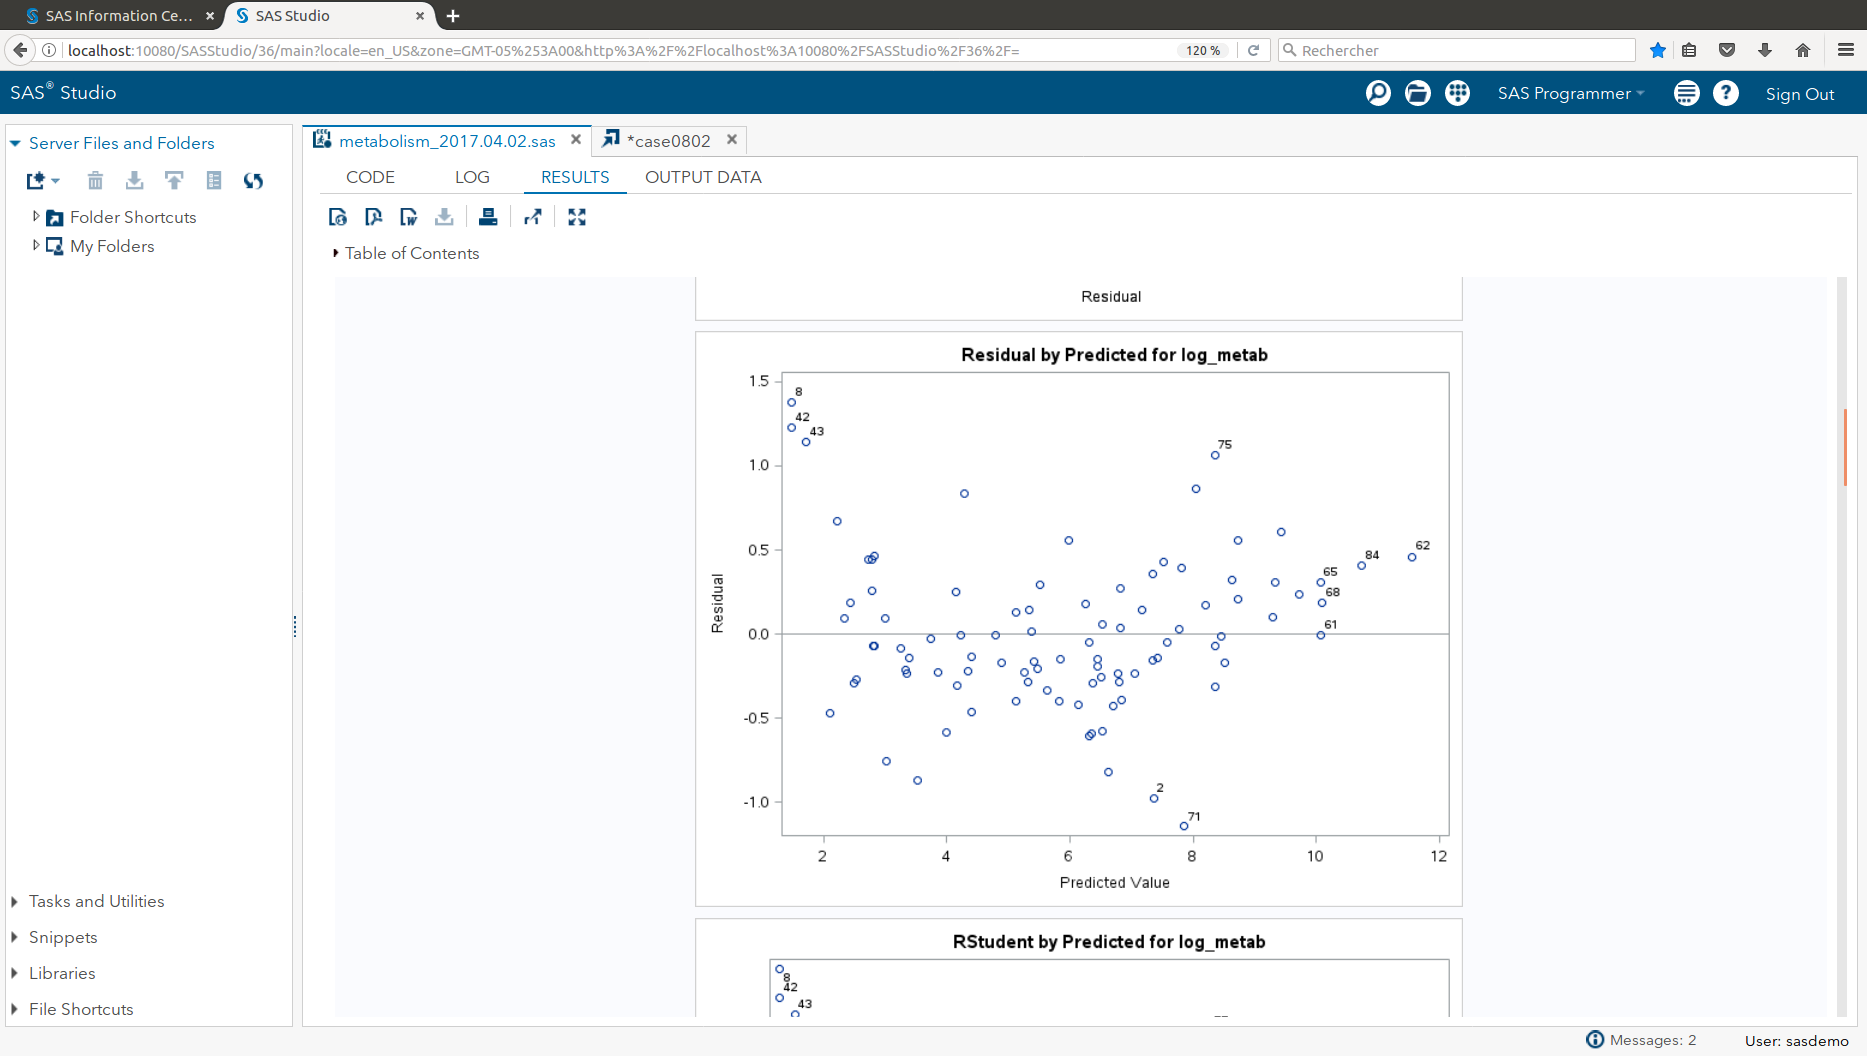 SAS Information Ce... ×
SAS Studio ×
localhost:10080/SASStudio/36/main?locale=en_US&zone=GMT-05%253A00&http%3A%2F%2Flocalhost%3A10080%2FSASStudio%2F36%2F=
120 %
Rechercher
SAS® Studio
SAS Programmer
Sign Out
Server Files and Folders
Folder Shortcuts
My Folders
Tasks and Utilities
Snippets
Libraries
File Shortcuts
metabolism_2017.04.02.sas ×
*case0802 ×
CODE LOG RESULTS OUTPUT DATA
Table of Contents
Residual
Residual by Predicted for log_metab
1.5
1.0
0.5
0.0
-0.5
-1.0
Residual
8
42
43
75
62
84
65
68
61
2
71
2 4 6 8 10 12
Predicted Value
RStudent by Predicted for log_metab
8
42
43
Messages: 2
User: sasdemo